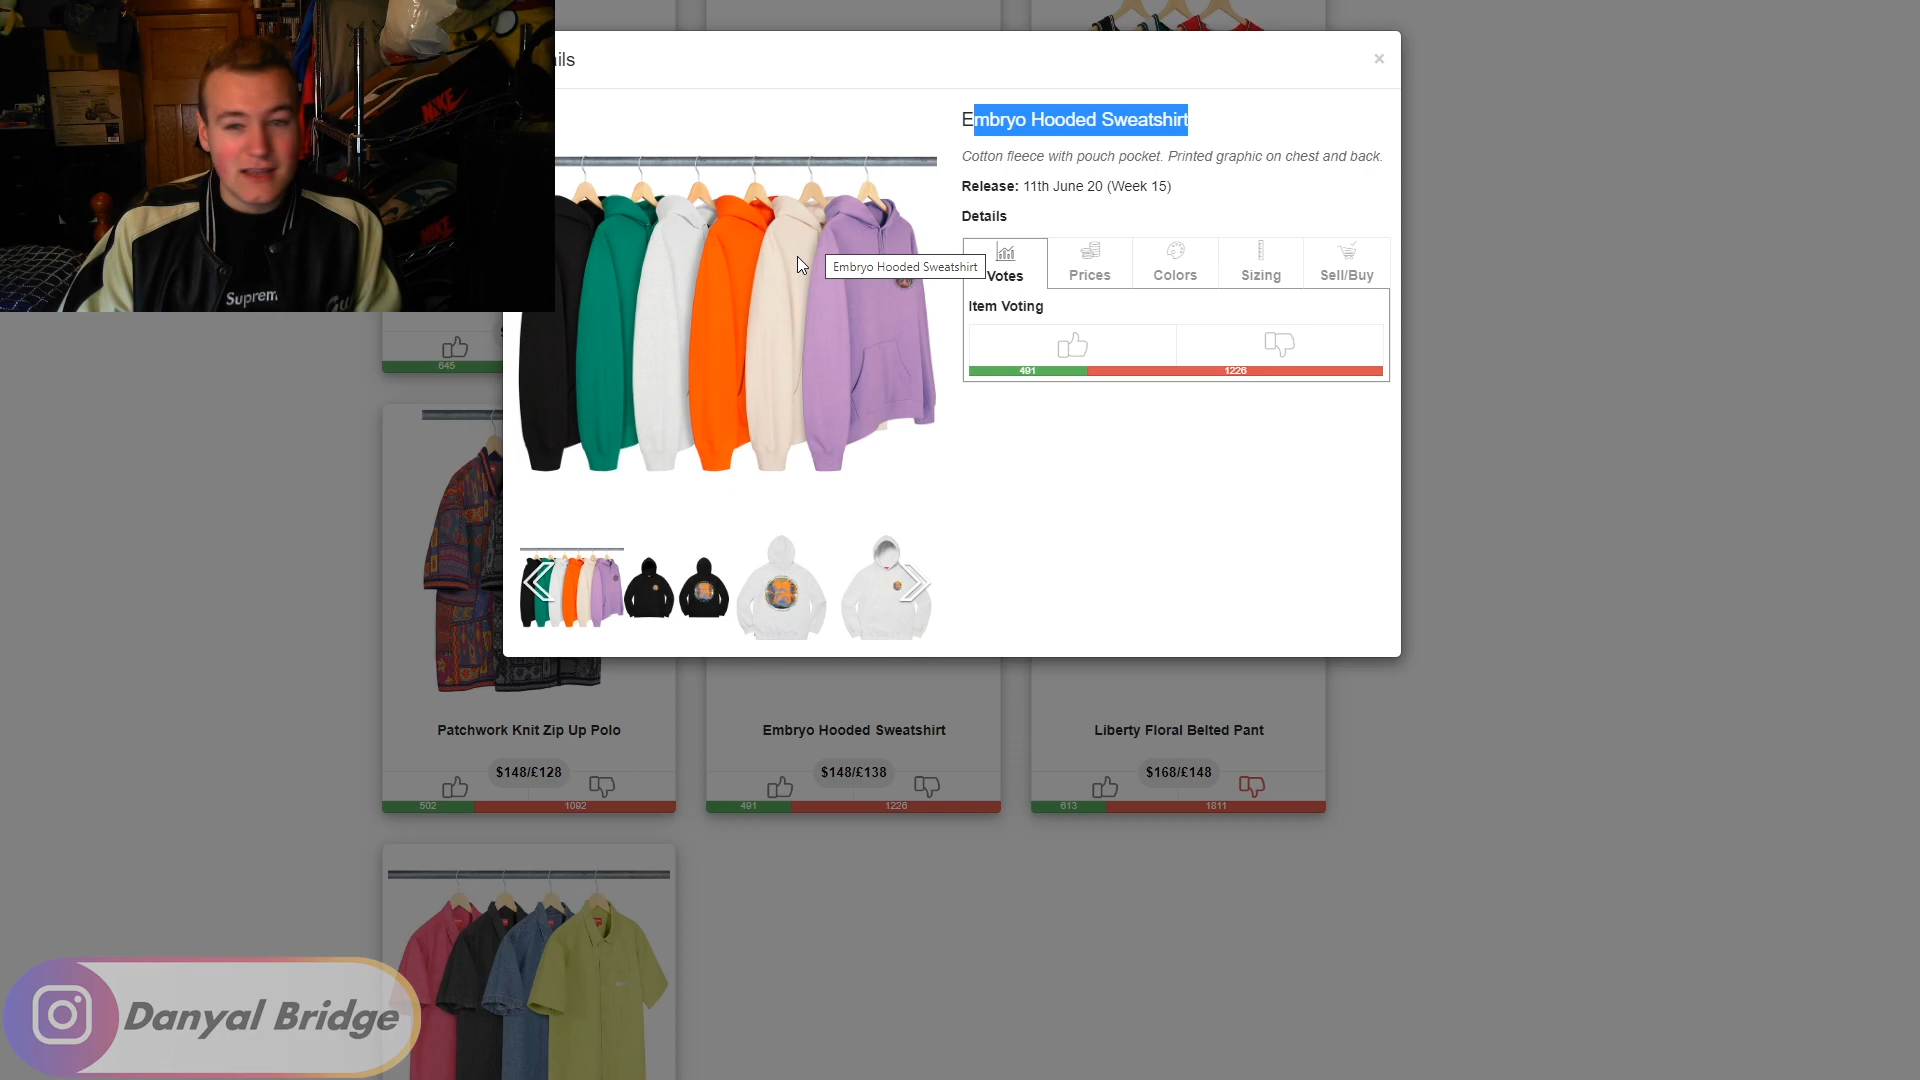 ils
×
Embryo Hooded Sweatshirt
Cotton fleece with pouch pocket. Printed graphic on chest and back.
Release: 11th June 20 (Week 15)
Details
Votes
Prices
Colors
Sizing
Sell/Buy
Embryo Hooded Sweatshirt
Item Voting
491
1226
NIKE
NIKE
Suprem
645
Patchwork Knit Zip Up Polo
$148/£128
502
1092
Embryo Hooded Sweatshirt
$148/£138
491
1226
Liberty Floral Belted Pant
$168/£148
613
1811
Danyal Bridge